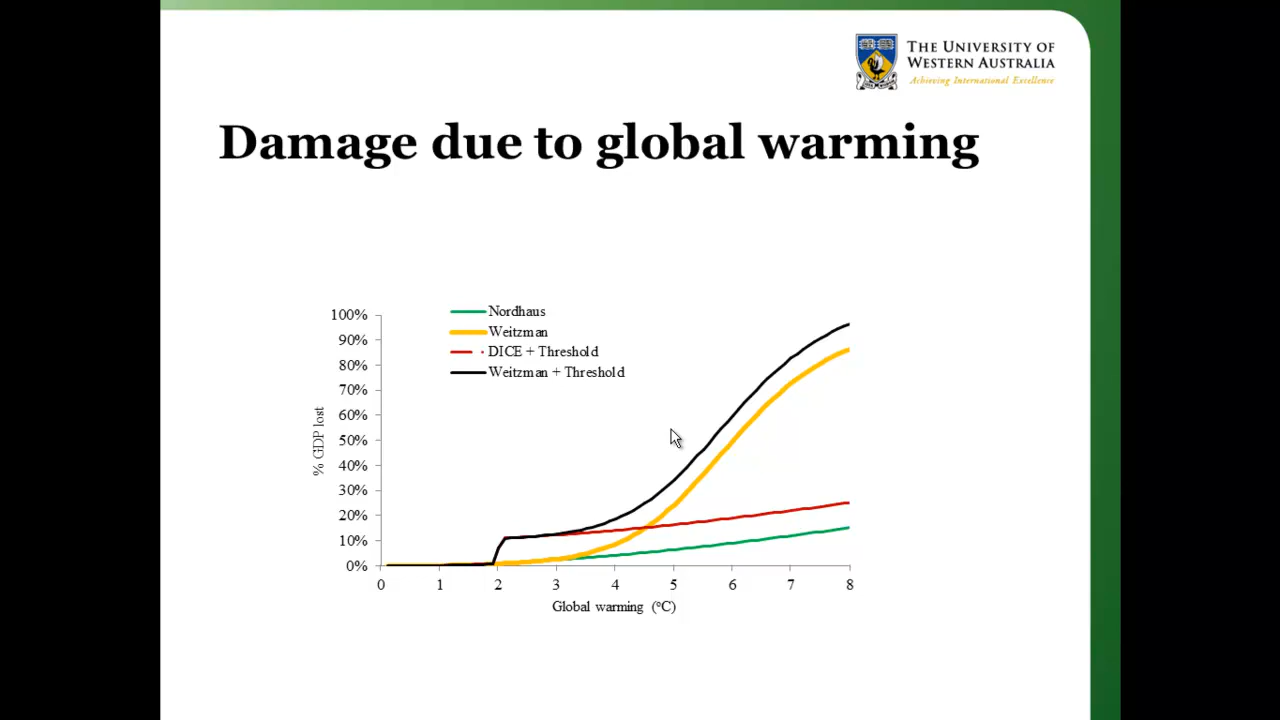 THE UNIVERSITY OF
WESTERN AUSTRALIA
Achieving International Excellence
Damage due to global warming
Nordhaus
Weitzman
DICE + Threshold
Weitzman + Threshold
100%
90%
80%
70%
60%
50%
40%
30%
20%
10%
0%
% GDP lost
0 1 2 3 4 5 6 7 8
Global warming (°C)